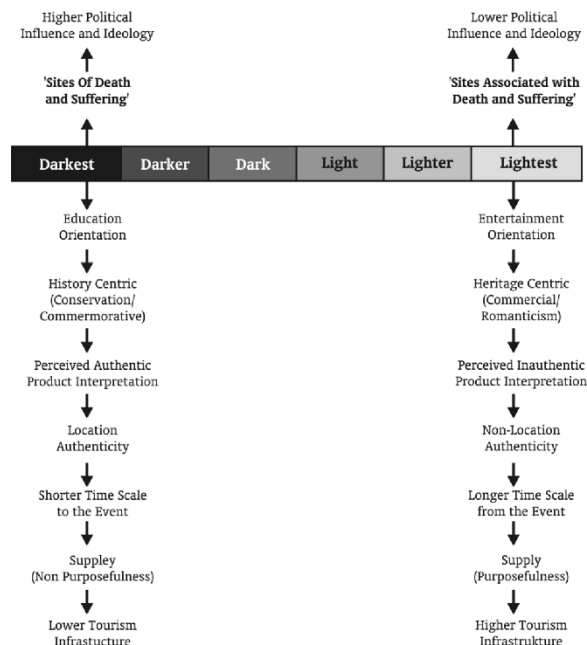 Higher Political
Influence and Ideology
Lower Political
Influence and Ideology
'Sites Of Death
and Suffering'
'Sites Associated with
Death and Suffering'
Darkest Darker Dark Light Lighter Lightest
Education
Orientation
History Centric
(Conservation/
Commermorative)
Perceived Authentic
Product Interpretation
Location
Authenticity
Shorter Time Scale
to the Event
Suppley
(Non Purposefulness)
Lower Tourism
Infrastucture
Entertainment
Orientation
Heritage Centric
(Commercial/
Romanticism)
Perceived Inauthentic
Product Interpretation
Non-Location
Authenticity
Longer Time Scale
from the Event
Supply
(Purposefulness)
Higher Tourism
Infrastrukture